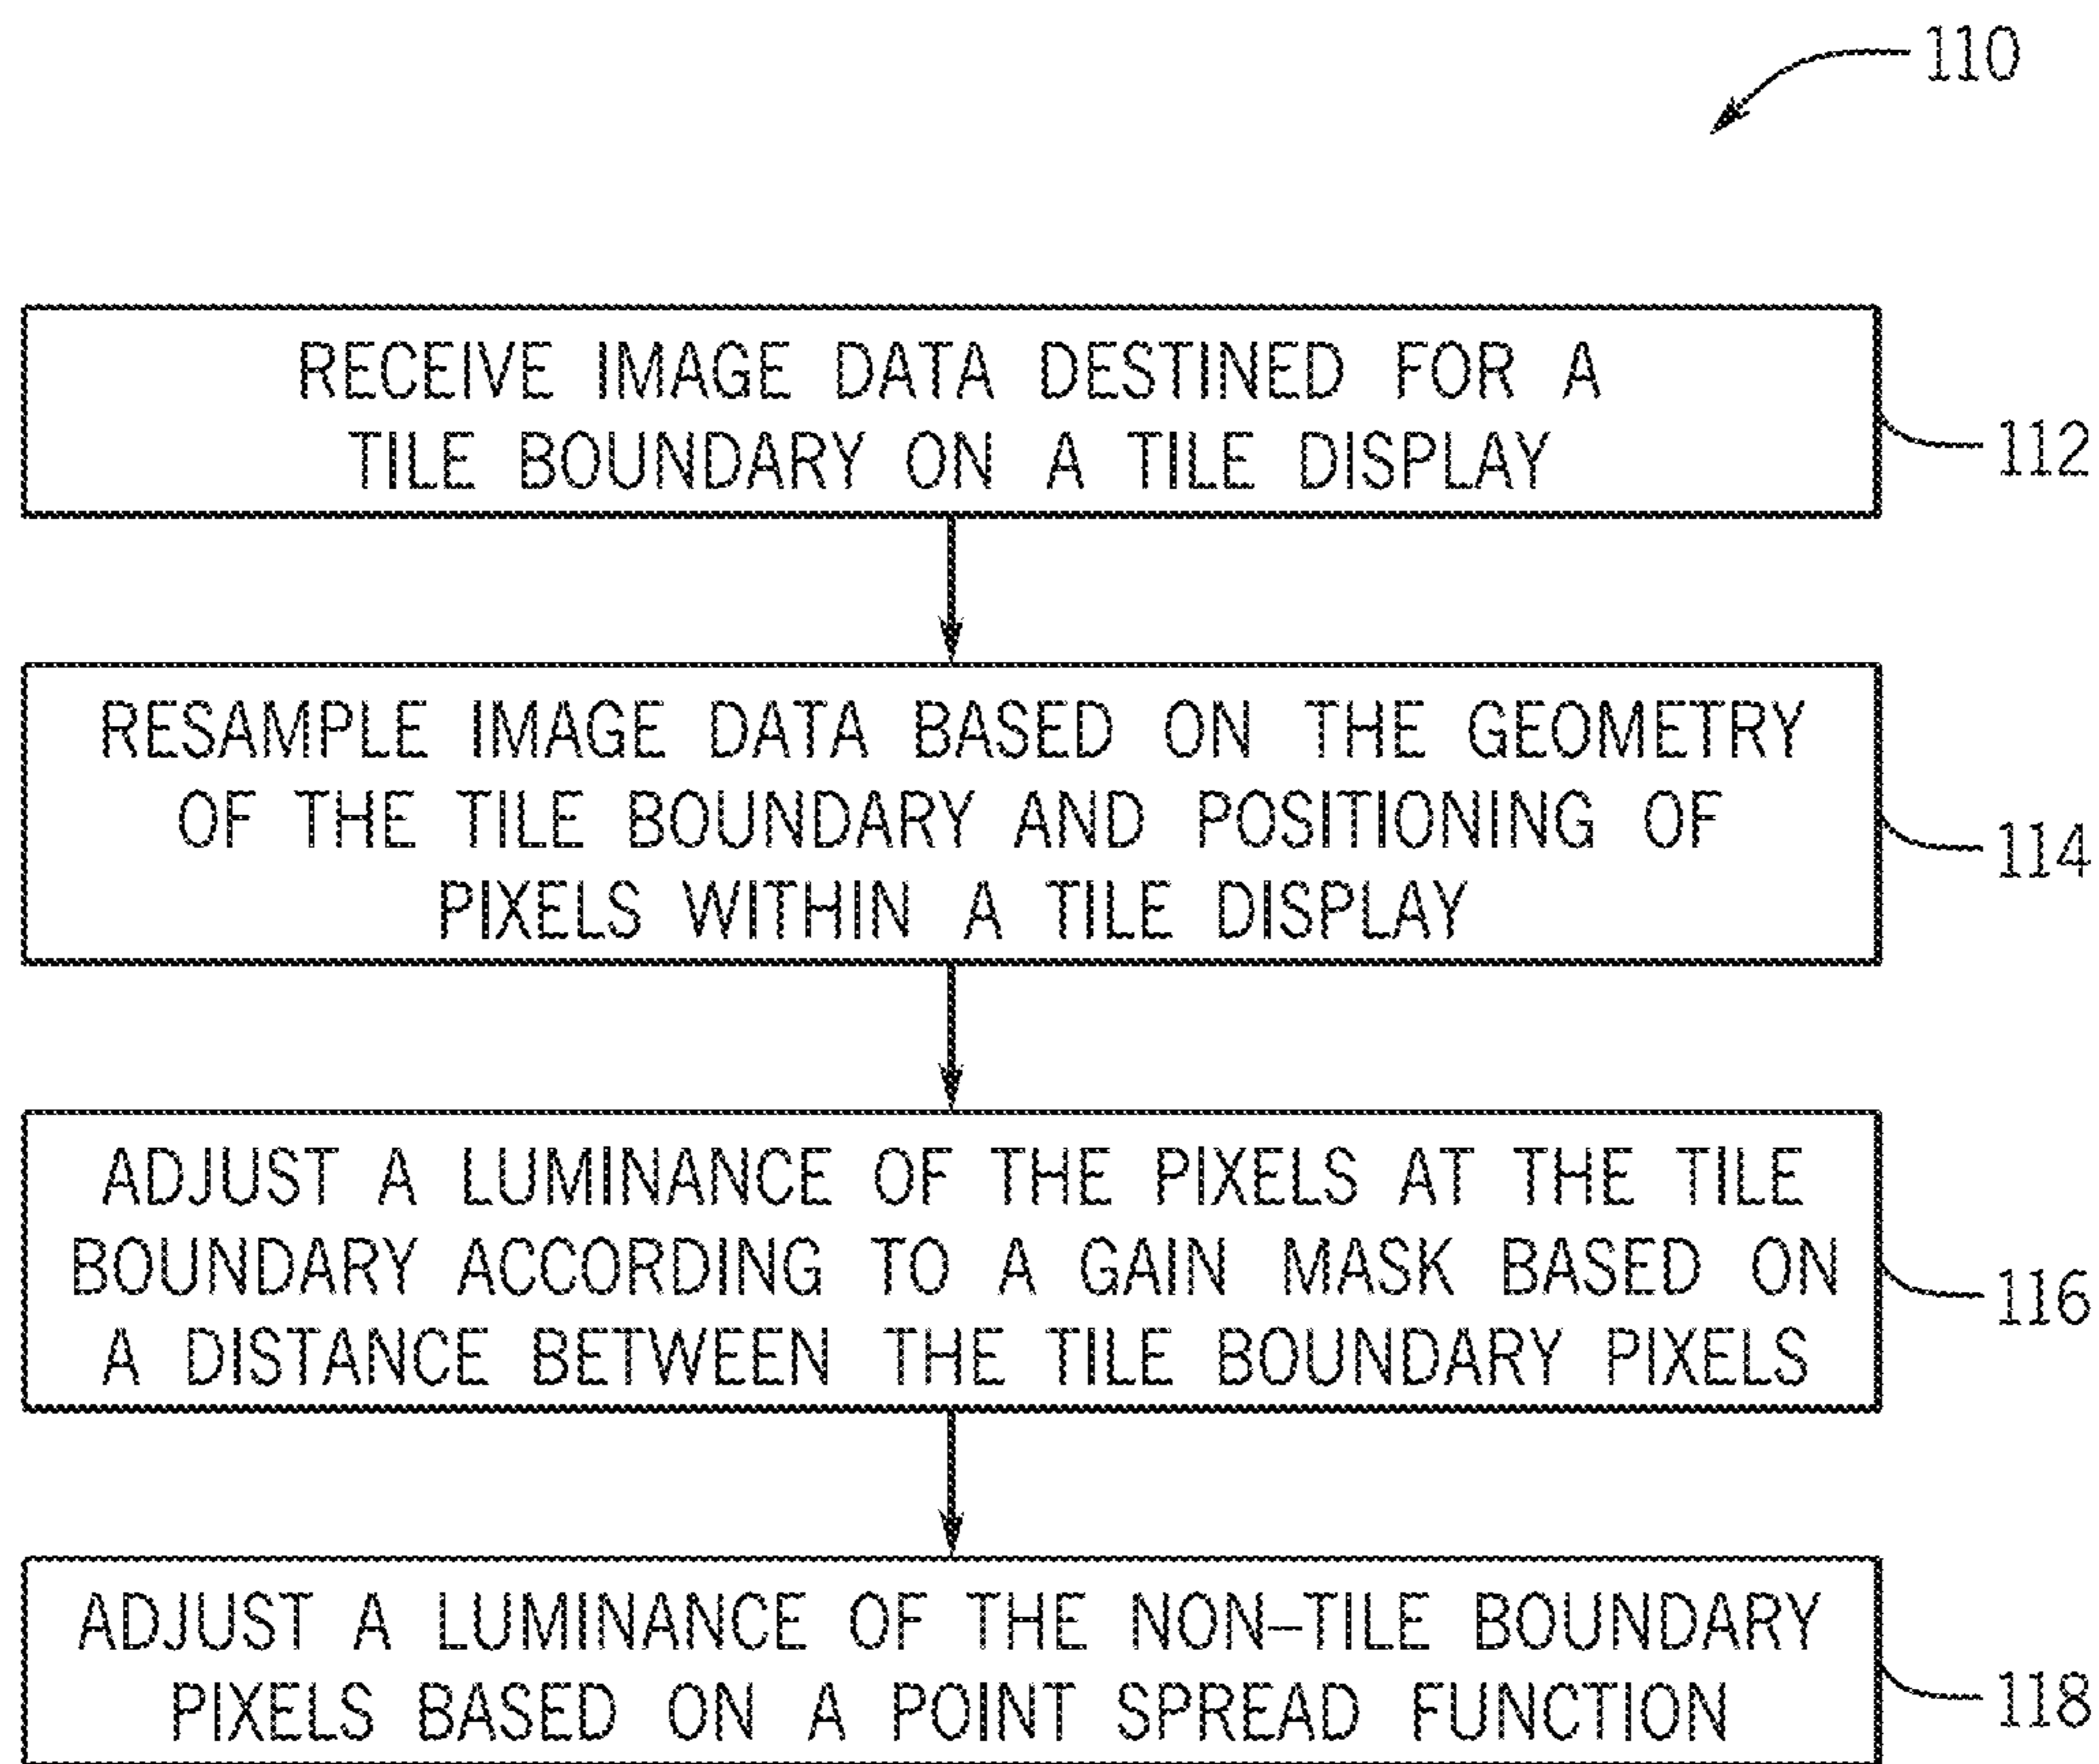 110
RECEIVE IMAGE DATA DESTINED FOR A
TILE BOUNDARY ON A TILE DISPLAY
112
RESAMPLE IMAGE DATA BASED ON THE GEOMETRY
OF THE TILE BOUNDARY AND POSITIONING OF
PIXELS WITHIN A TILE DISPLAY
114
ADJUST A LUMINANCE OF THE PIXELS AT THE TILE
BOUNDARY ACCORDING TO A GAIN MASK BASED ON
A DISTANCE BETWEEN THE TILE BOUNDARY PIXELS
116
ADJUST A LUMINANCE OF THE NON–TILE BOUNDARY
PIXELS BASED ON A POINT SPREAD FUNCTION
118